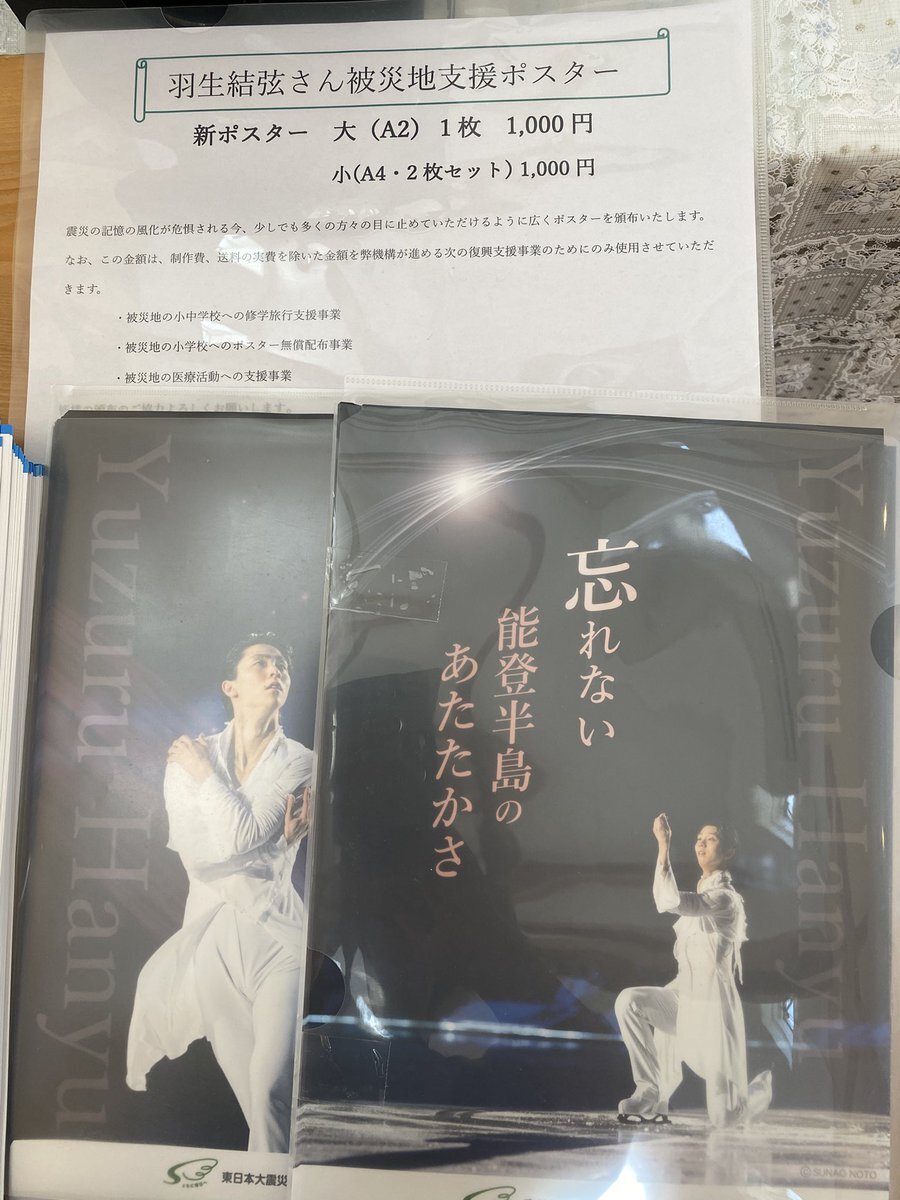 羽生結弦さん被災地支援ポスター
新ポスター　大（A2）1枚　1,000円
小(A4・2枚セット) 1,000円
震災の記憶の風化が危惧される今、少しでも多くの方々の目に止めていただけるように広くポスターを頒布いたします。
なお、この金額は、制作費、送料の実費を除いた金額を弊機構が進める次の復興支援事業のためにのみ使用させていただ
きます。
・被災地の小中学校への修学旅行支援事業
・被災地の小学校へのポスター無償配布事業
・被災地の医療活動への支援事業
Yuzuru Hanyu
東日本大震災
忘れない
能登半島の
あたたかさ
Yuzuru Hanyu
© SUNAO NOTO